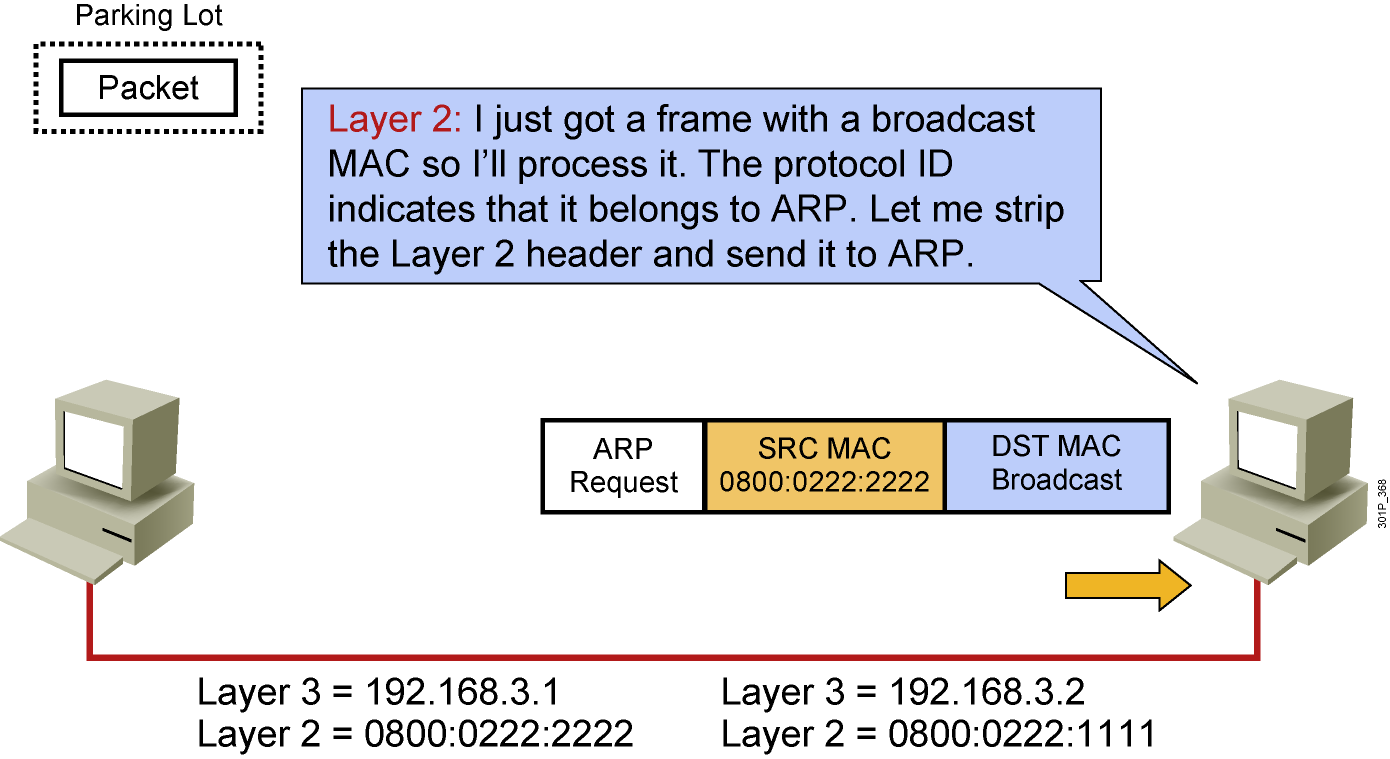 Parking Lot
Packet
Layer 2: I just got a frame with a broadcast
MAC so I’ll process it. The protocol ID
indicates that it belongs to ARP. Let me strip
the Layer 2 header and send it to ARP.
ARP
Request
SRC MAC
0800:0222:2222
DST MAC
Broadcast
301P_368
Layer 3 = 192.168.3.1
Layer 2 = 0800:0222:2222
Layer 3 = 192.168.3.2
Layer 2 = 0800:0222:1111